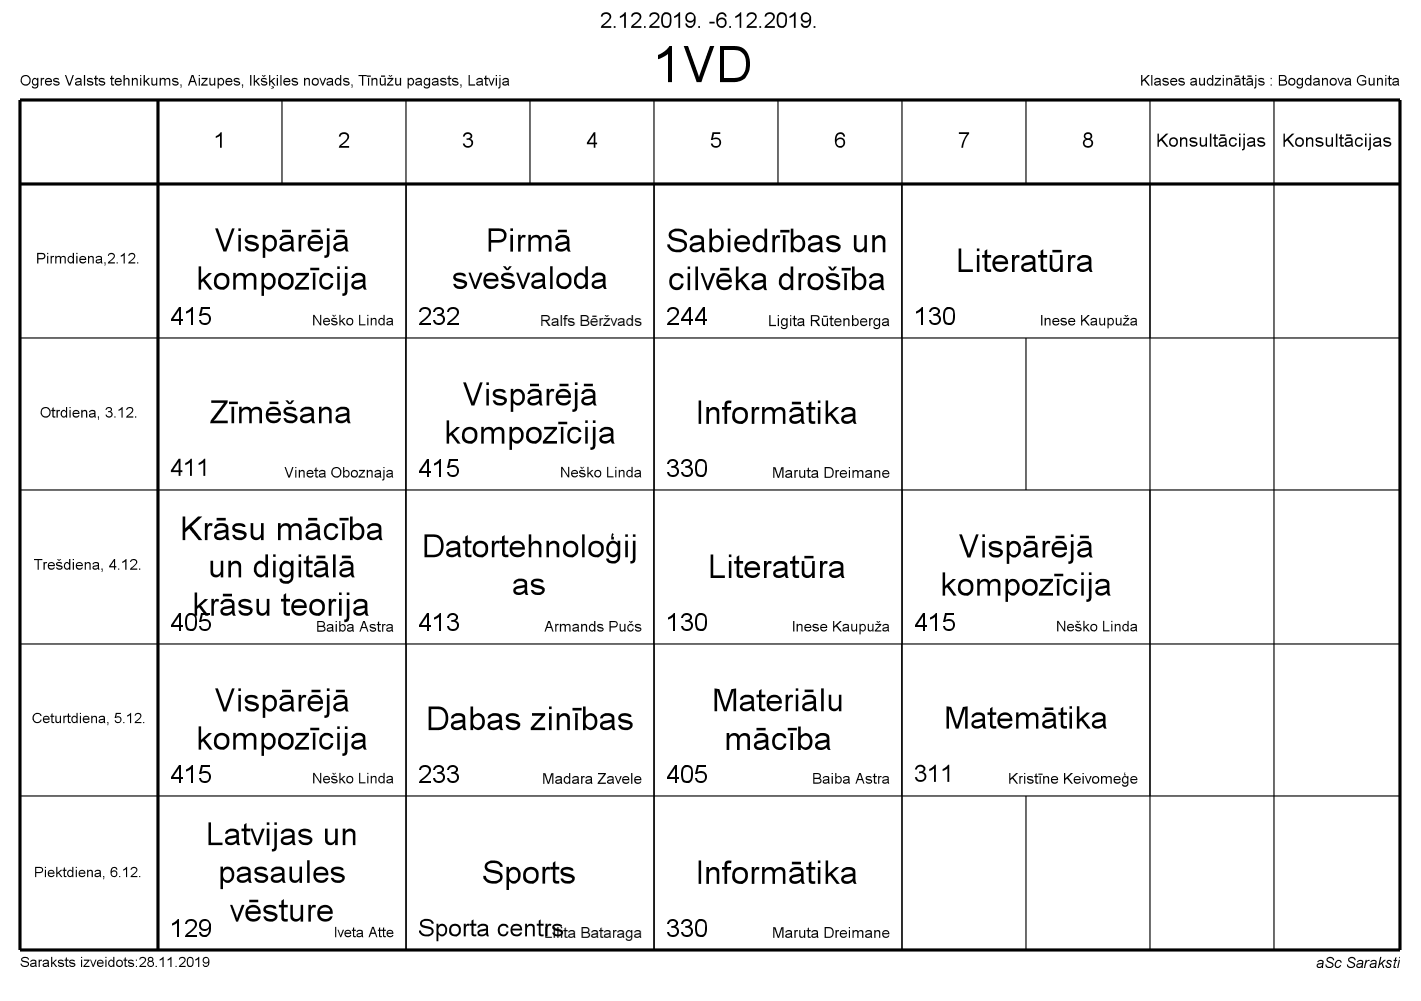 2.12.2019. -6.12.2019.
1VD
Ogres Valsts tehnikums, Aizupes, Ikšķiles novads, Tīnūžu pagasts, Latvija
Klases audzinātājs : Bogdanova Gunita
1 2 3 4 5 6 7 8 Konsultācijas Konsultācijas
Pirmdiena,2.12.
Vispārējā
kompozīcija
415 Neško Linda
Pirmā
svešvaloda
232 Ralfs Bēržvads
Sabiedrības un
cilvēka drošība
244 Ligita Rūtenberga
Literatūra
130 Inese Kaupuža
Otrdiena, 3.12.
Zīmēšana
411 Vineta Oboznaja
Vispārējā
kompozīcija
415 Neško Linda
Informātika
330 Maruta Dreimane
Trešdiena, 4.12.
Krāsu mācība
un digitālā
krāsu teorija
405 Baiba Astra
Datortehnoloģij
as
413 Armands Pučs
Literatūra
130 Inese Kaupuža
Vispārējā
kompozīcija
415 Neško Linda
Ceturtdiena, 5.12.
Vispārējā
kompozīcija
415 Neško Linda
Dabas zinības
233 Madara Zavele
Materiālu
mācība
405 Baiba Astra
Matemātika
311 Kristīne Keivomeģe
Piektdiena, 6.12.
Latvijas un
pasaules
vēsture
129 Iveta Atte
Sports
Sporta centrs Bataraga
Informātika
330 Maruta Dreimane
Saraksts izveidots:28.11.2019
aSc Saraksti